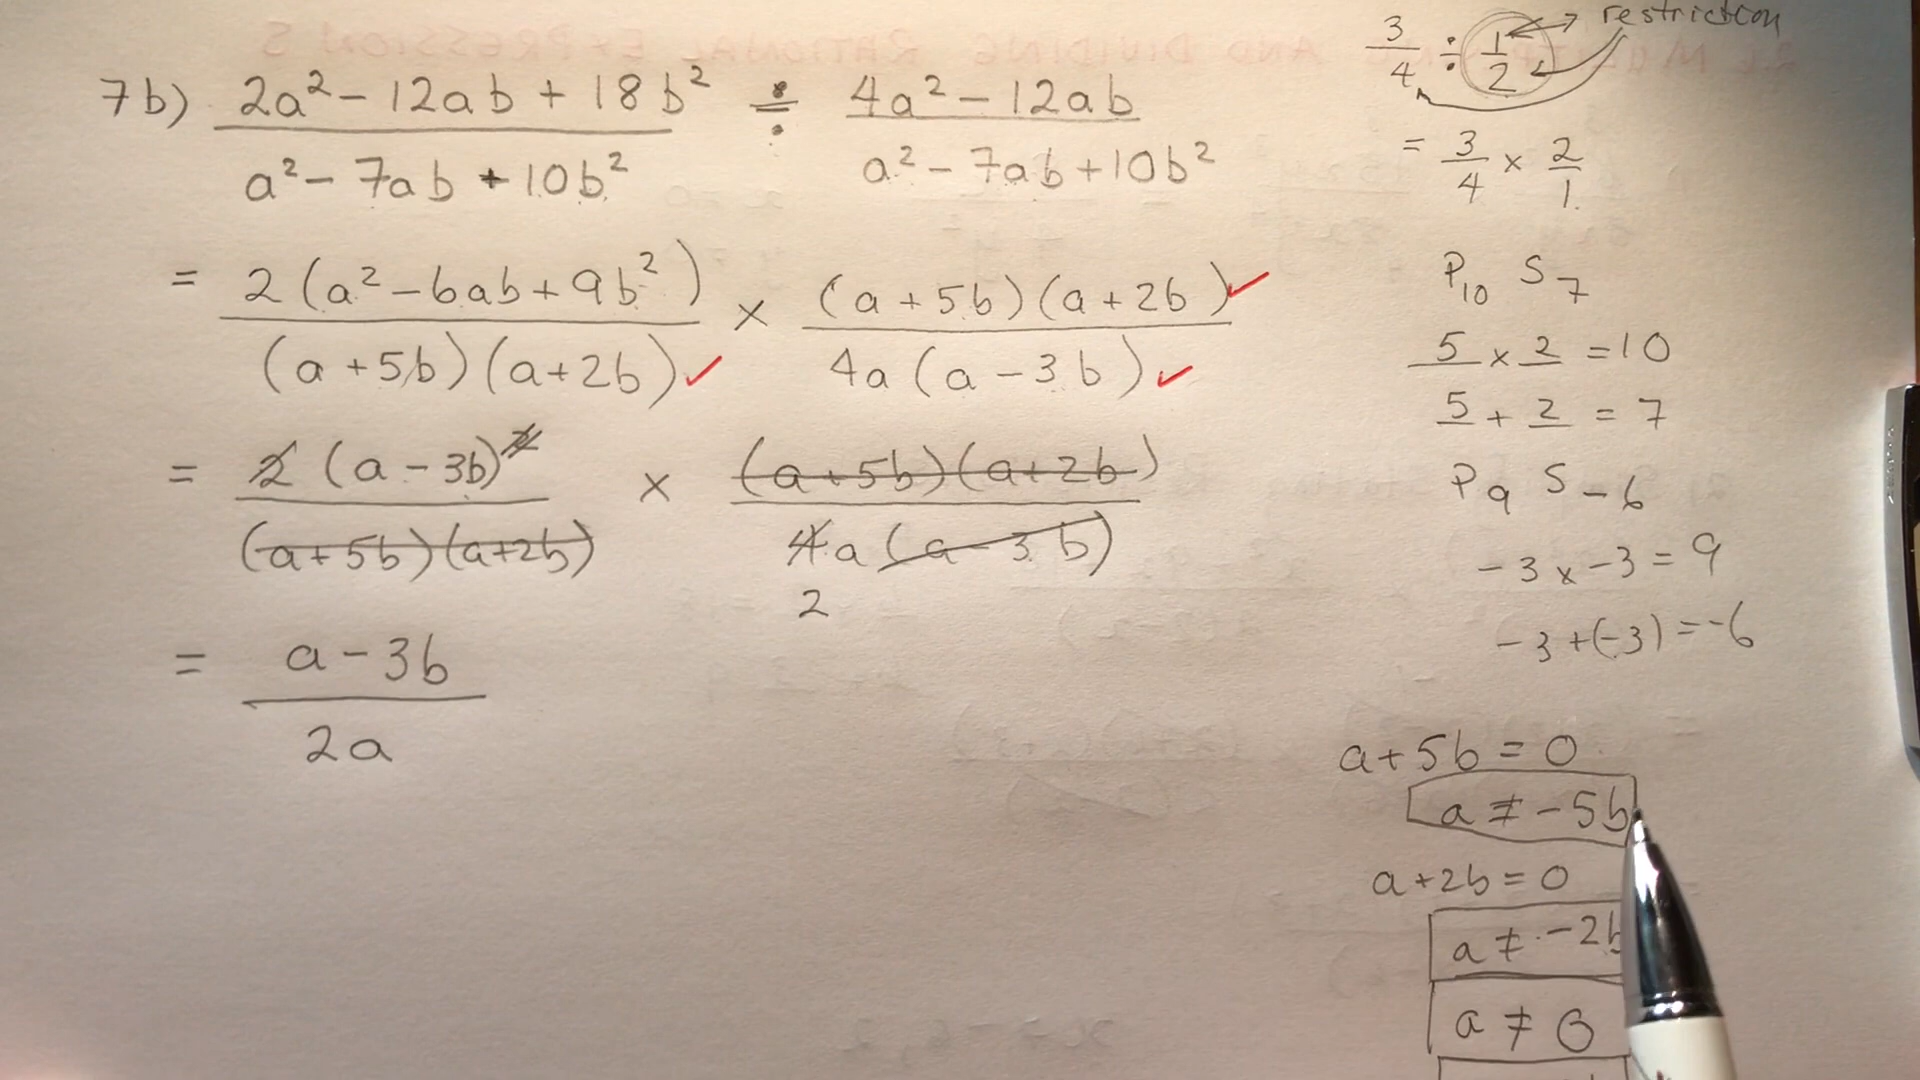 7b) 2a² - 12ab + 18b² ÷ 4a² - 12ab
a² - 7ab + 10b² a² - 7ab + 10b²
= 2(a² - 6ab + 9b²) × (a + 5b)(a + 2b) ✓
(a + 5b)(a + 2b) ✓ 4a(a - 3b) ✓
= 2(a - 3b)² × (a + 5b)(a + 2b)
(a + 5b)(a + 2b) 4a(a - 3b)
2
= a - 3b
2a
restriction
3 ÷ 1
4 2
= 3 × 2
4 1
P10 S7
5 × 2 = 10
5 + 2 = 7
P9 S-6
-3 × -3 = 9
-3 + (-3) = -6
a + 5b = 0
a ≠ -5b
a + 2b = 0
a ≠ -2b
a ≠ 0